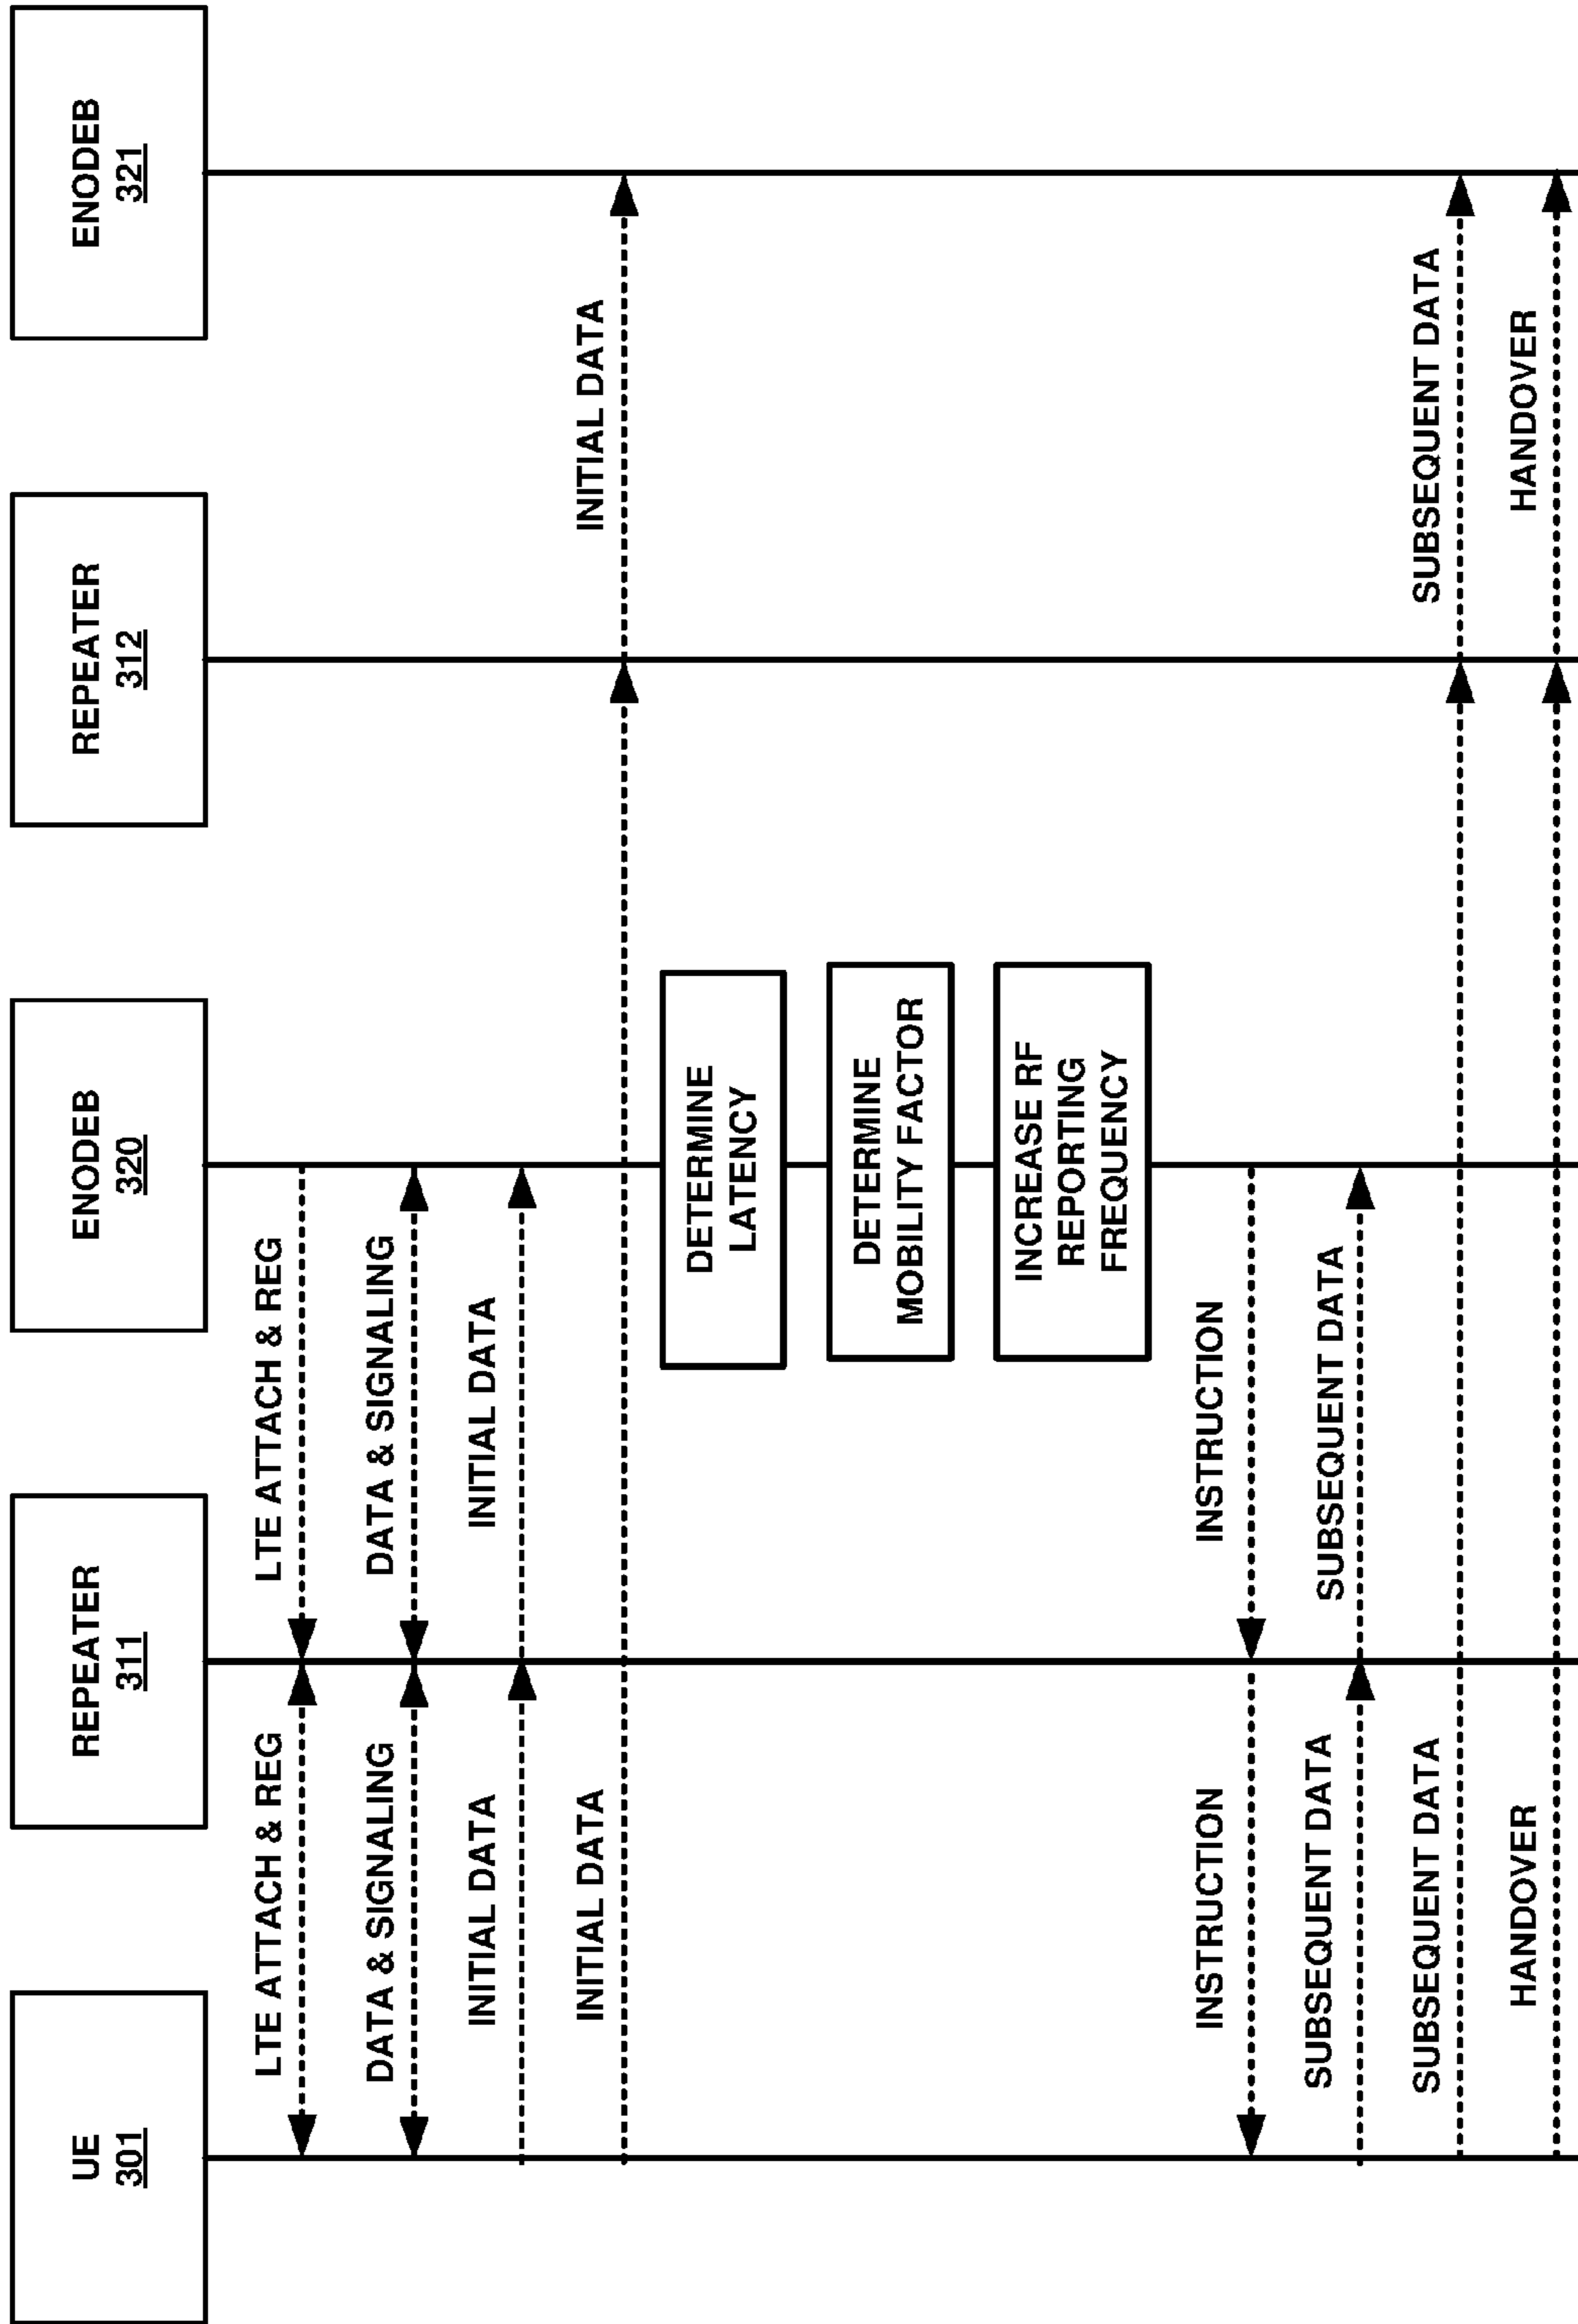 UE
301
REPEATER
311
ENODEB
320
REPEATER
312
ENODEB
321
LTE ATTACH & REG
LTE ATTACH & REG
DATA & SIGNALING
DATA & SIGNALING
INITIAL DATA
INITIAL DATA
INITIAL DATA
INITIAL DATA
DETERMINE
LATENCY
DETERMINE
MOBILITY FACTOR
INCREASE RF
REPORTING
FREQUENCY
INSTRUCTION
INSTRUCTION
SUBSEQUENT DATA
SUBSEQUENT DATA
SUBSEQUENT DATA
SUBSEQUENT DATA
HANDOVER
HANDOVER